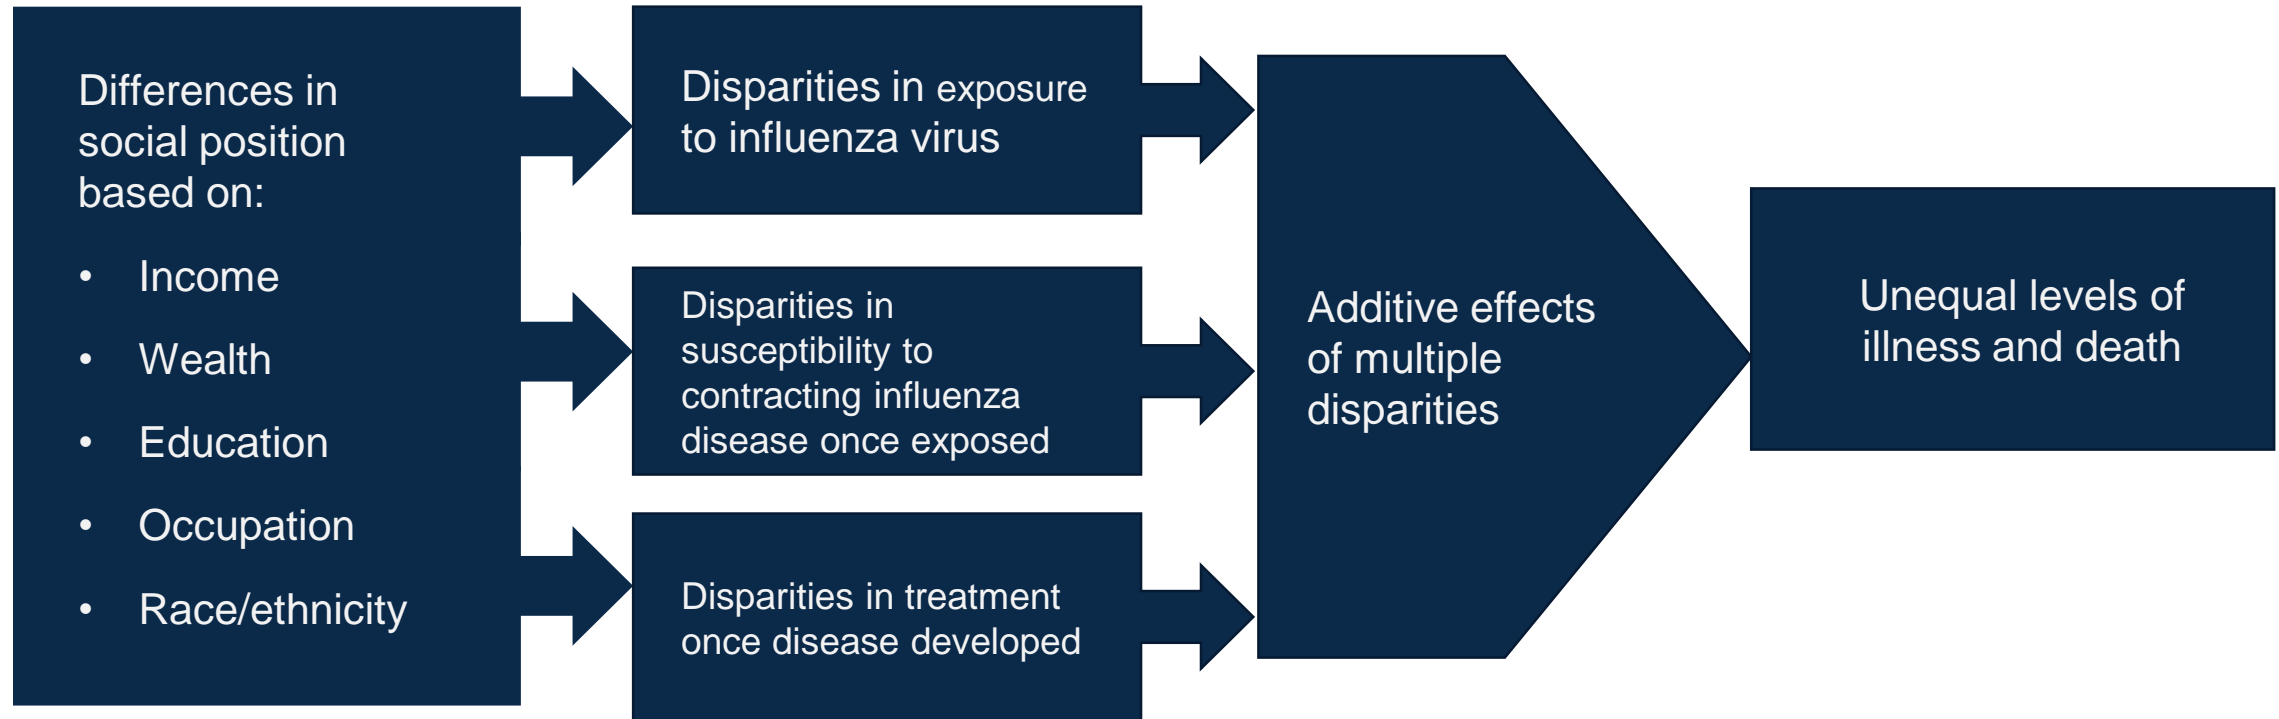 Differences in
social position
based on:
• Income
• Wealth
• Education
• Occupation
• Race/ethnicity
Disparities in exposure
to influenza virus
Disparities in
susceptibility to
contracting influenza
disease once exposed
Disparities in treatment
once disease developed
Additive effects
of multiple
disparities
Unequal levels of
illness and death